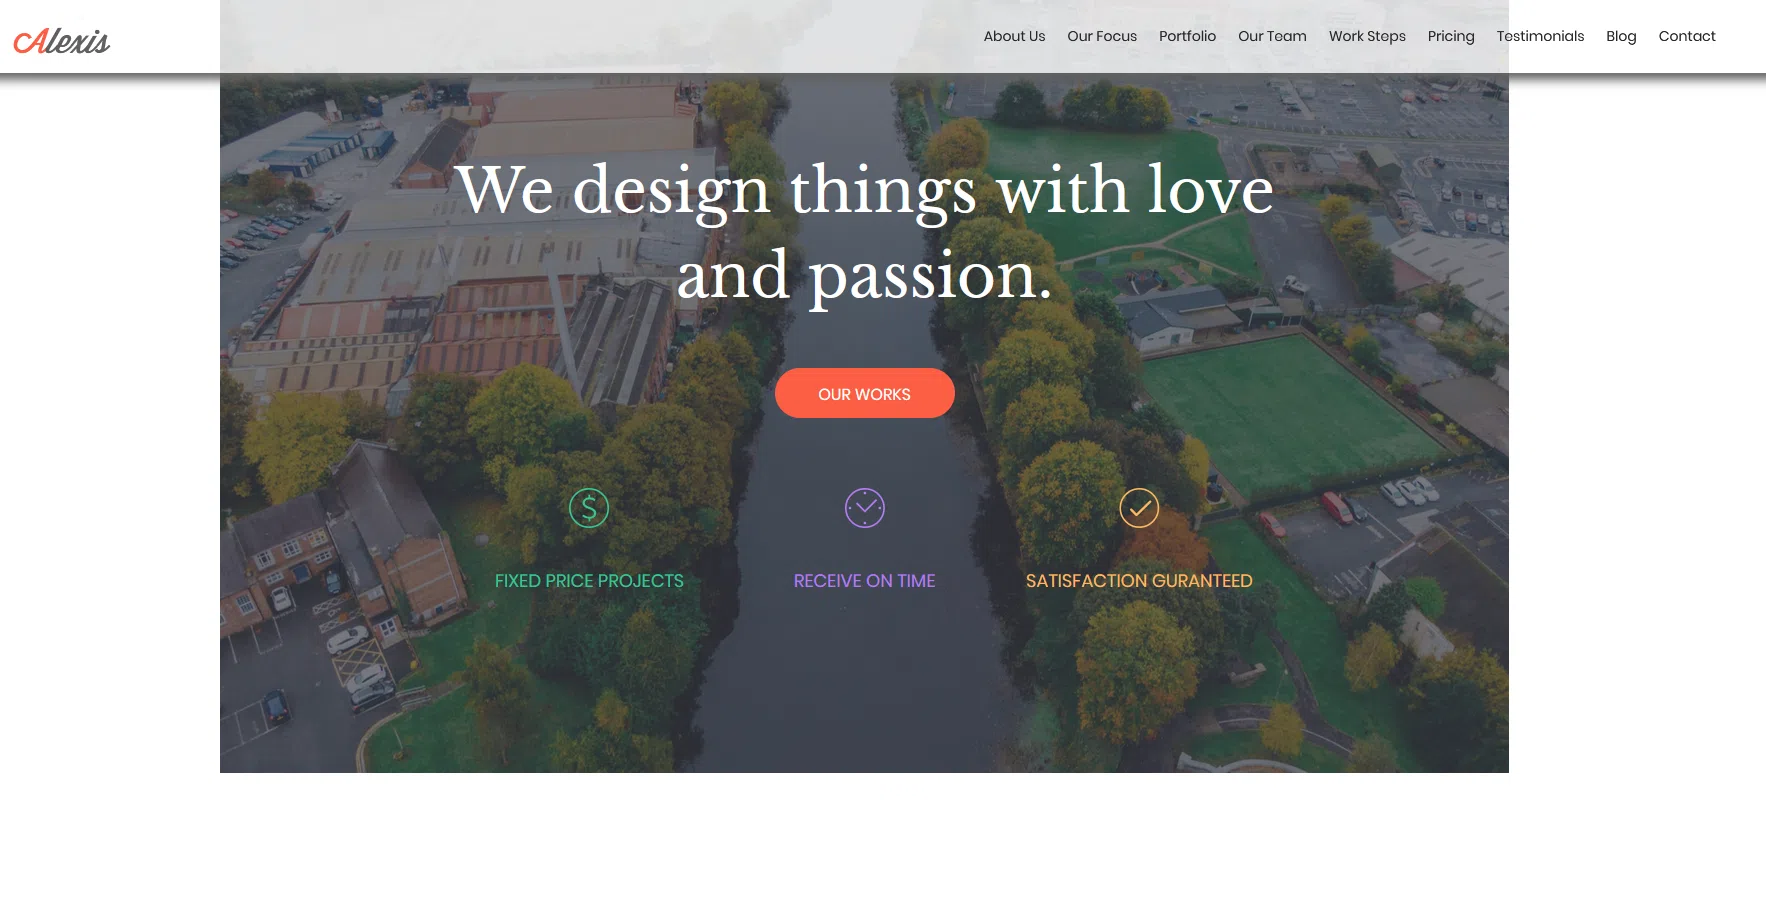 Alexis
About Us Our Focus Portfolio Our Team Work Steps Pricing Testimonials Blog Contact
We design things with love
and passion.
OUR WORKS
FIXED PRICE PROJECTS RECEIVE ON TIME SATISFACTION GURANTEED